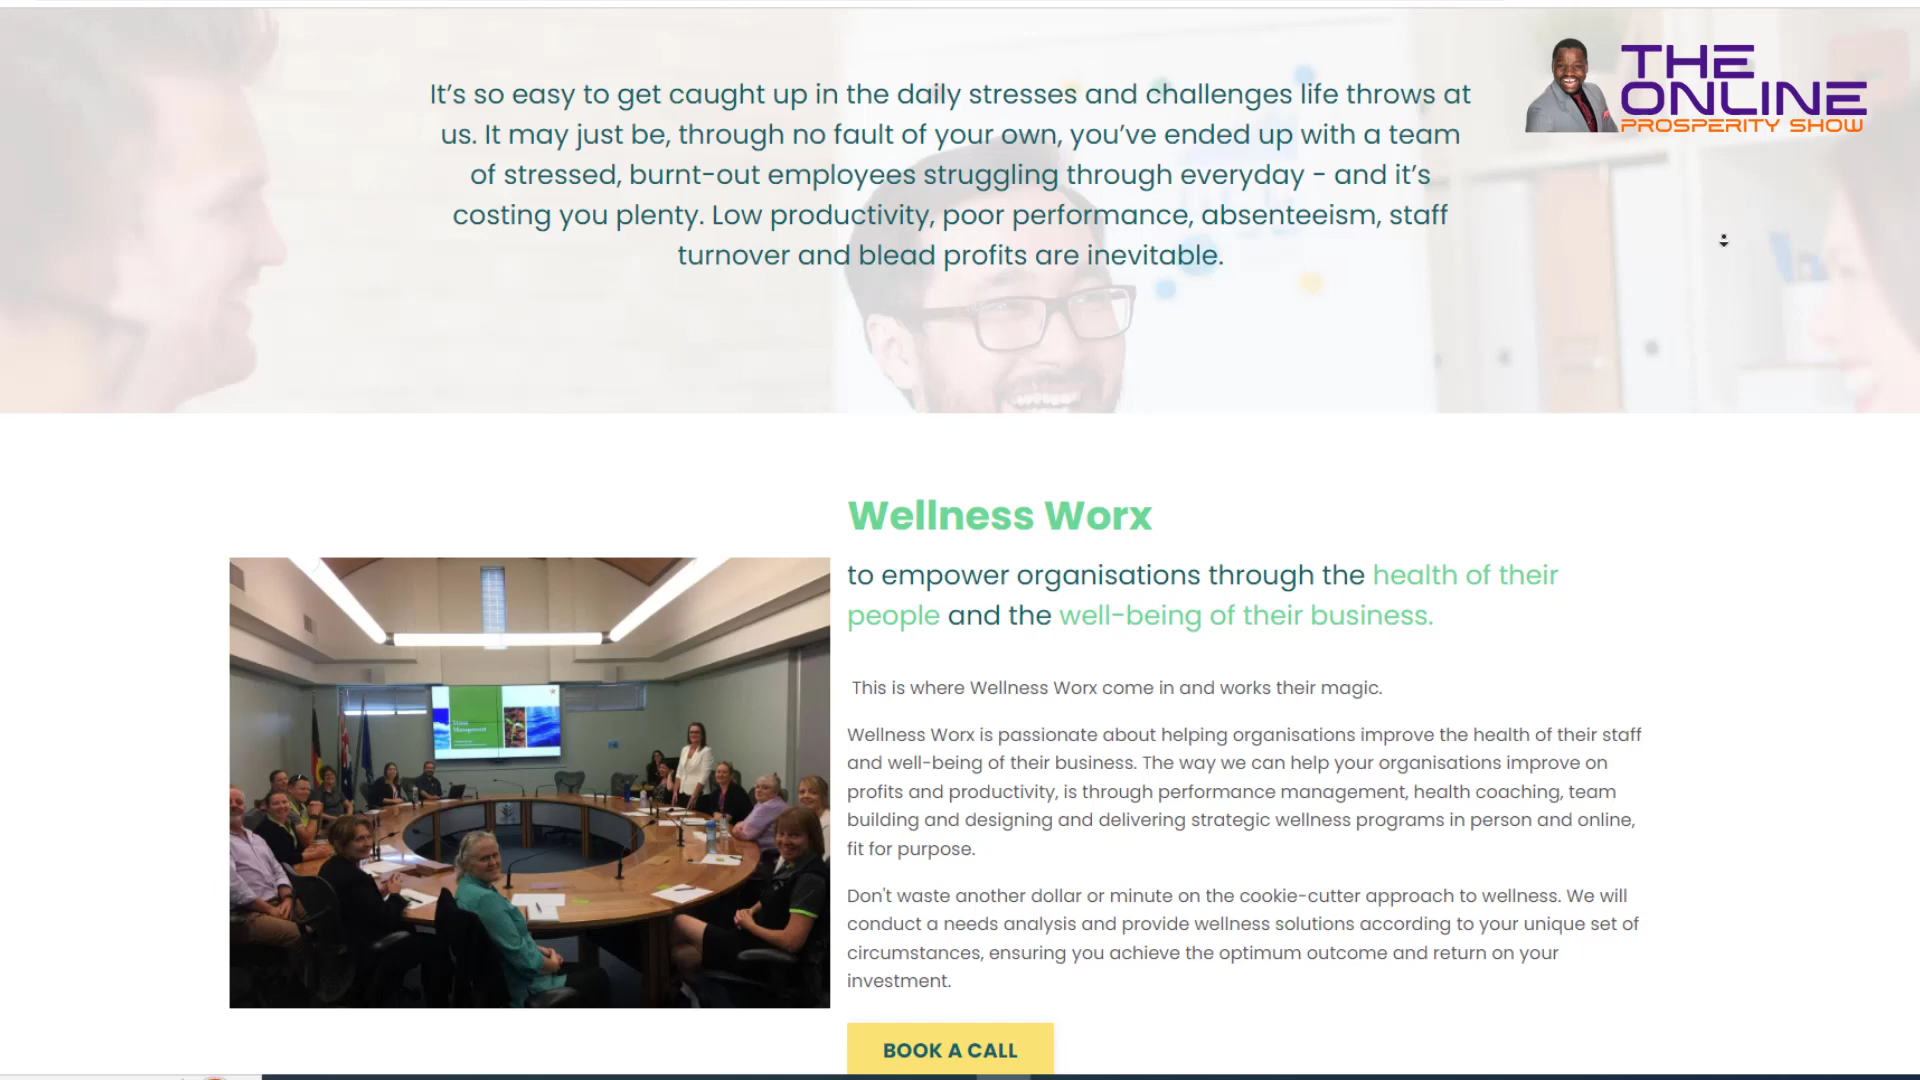 It's so easy to get caught up in the daily stresses and challenges life throws at
us. It may just be, through no fault of your own, you've ended up with a team
of stressed, burnt-out employees struggling through everyday - and it's
costing you plenty. Low productivity, poor performance, absenteeism, staff
turnover and blead profits are inevitable.
THE
ONLINE
PROSPERITY SHOW
Wellness Worx
to empower organisations through the health of their
people and the well-being of their business.
This is where Wellness Worx come in and works their magic.
Wellness Worx is passionate about helping organisations improve the health of their staff
and well-being of their business. The way we can help your organisations improve on
profits and productivity, is through performance management, health coaching, team
building and designing and delivering strategic wellness programs in person and online,
fit for purpose.
Don't waste another dollar or minute on the cookie-cutter approach to wellness. We will
conduct a needs analysis and provide wellness solutions according to your unique set of
circumstances, ensuring you achieve the optimum outcome and return on your
investment.
BOOK A CALL